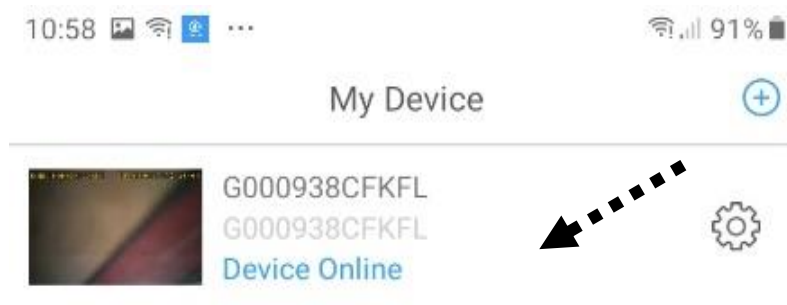 10:58 ... 91%
My Device
G000938CFKFL
G000938CFKFL
Device Online